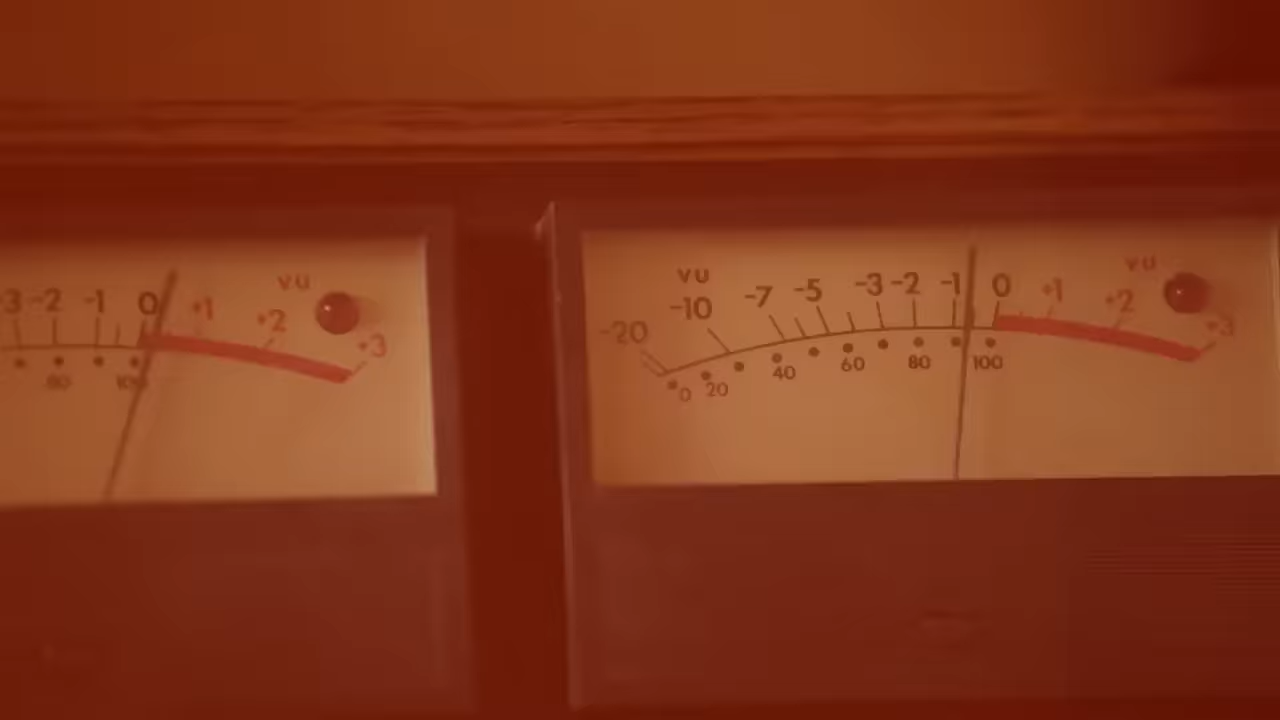 vu
-3 -2 -1 0 +1 +2 +3
80 100
vu vu
-20 -10 -7 -5 -3 -2 -1 0 +1 +2 +3
0 20 40 60 80 100